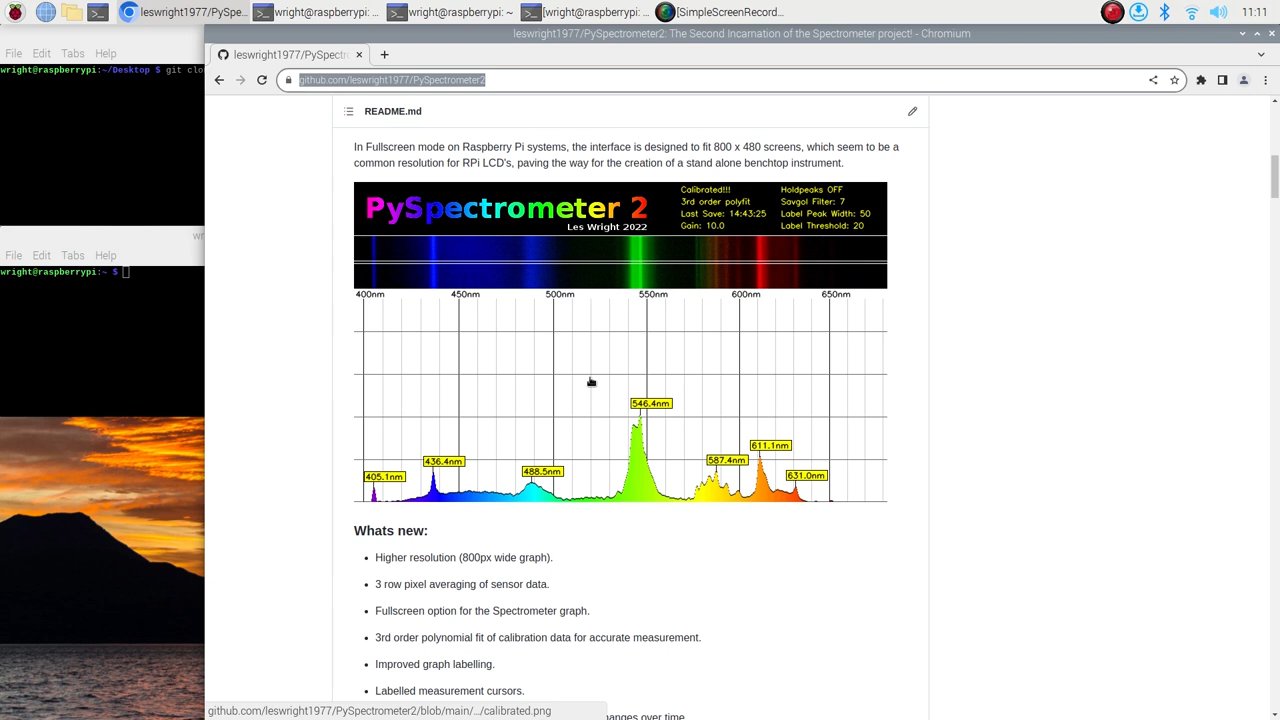 wright@raspberrypi: ...
wright@raspberrypi: ~
[wright@raspberrypi: ...
[SimpleScreenRecord...
11:11
leswright1977/PySpe...
File Edit Tabs Help
wright@raspberrypi:~/Desktop $ git clo
wr
File Edit Tabs Help
wright@raspberrypi:~ $
leswright1977/PySpectrometer2: The Second Incarnation of the Spectrometer project! - Chromium
leswright1977/PySpect
github.com/leswright1977/PySpectrometer2
README.md
In Fullscreen mode on Raspberry Pi systems, the interface is designed to fit 800 x 480 screens, which seem to be a
common resolution for RPi LCD's, paving the way for the creation of a stand alone benchtop instrument.
PySpectrometer 2
Les Wright 2022
Calibrated!!!
3rd order polyfit
Last Save: 14:43:25
Gain: 10.0
Holdpeaks OFF
Savgol Filter: 7
Label Peak Width: 50
Label Threshold: 20
400nm 450nm 500nm 550nm 600nm 650nm
405.1nm
436.4nm
488.5nm
546.4nm
587.4nm
611.1nm
631.0nm
Whats new:
Higher resolution (800px wide graph).
3 row pixel averaging of sensor data.
Fullscreen option for the Spectrometer graph.
3rd order polynomial fit of calibration data for accurate measurement.
Improved graph labelling.
Labelled measurement cursors.
anges over time
github.com/leswright1977/PySpectrometer2/blob/main/.../calibrated.png